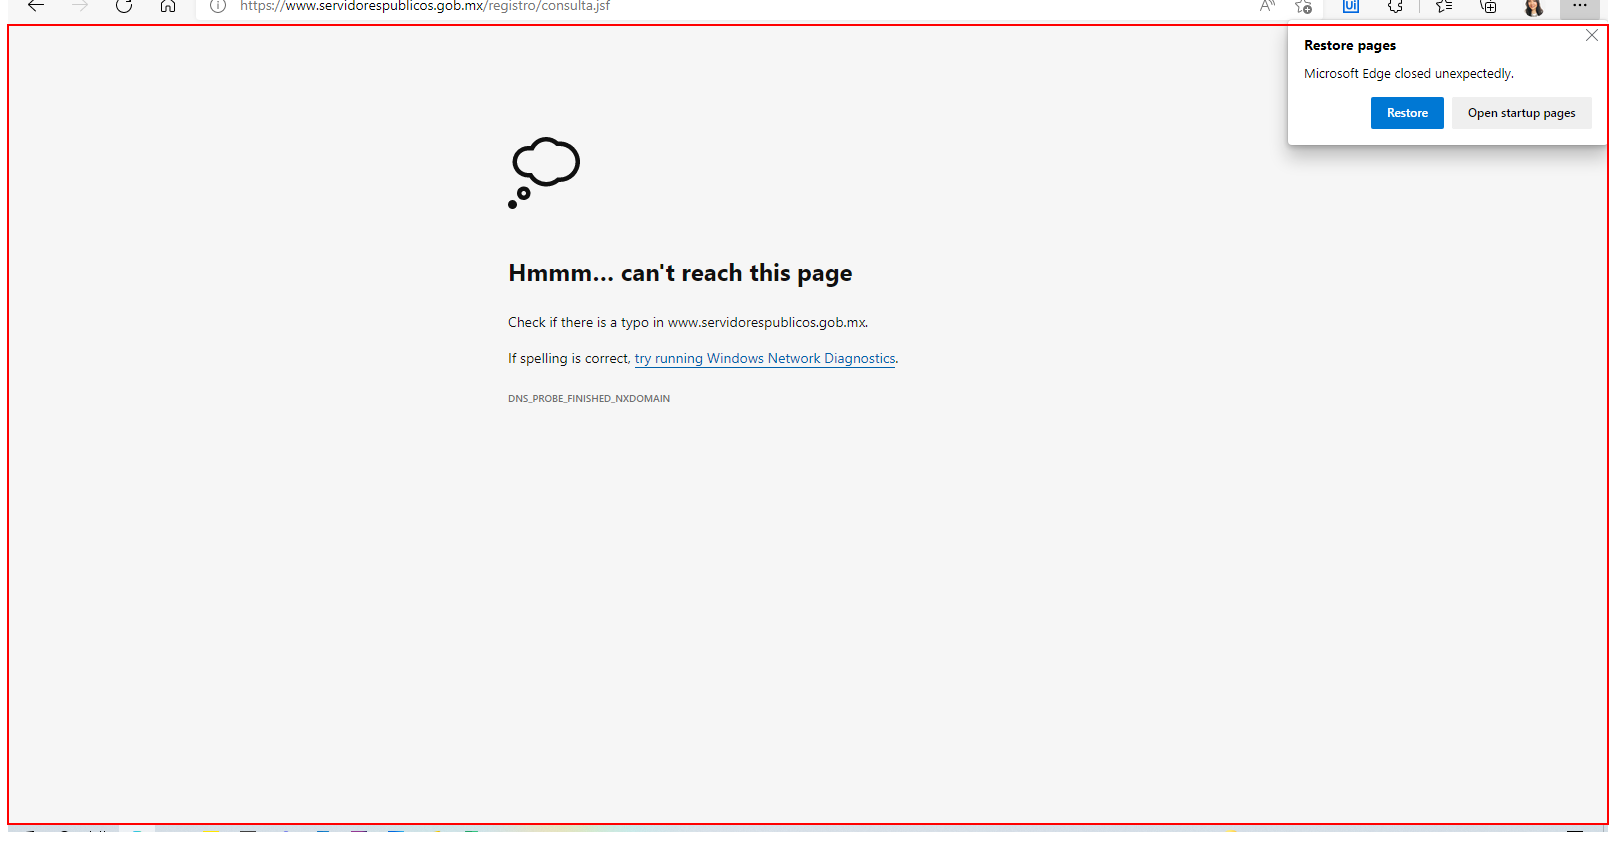 https://www.servidorespublicos.gob.mx/registro/consulta.jsf
Restore pages
Microsoft Edge closed unexpectedly.
Restore
Open startup pages
Hmmm... can't reach this page
Check if there is a typo in www.servidorespublicos.gob.mx.
If spelling is correct, try running Windows Network Diagnostics.
DNS_PROBE_FINISHED_NXDOMAIN